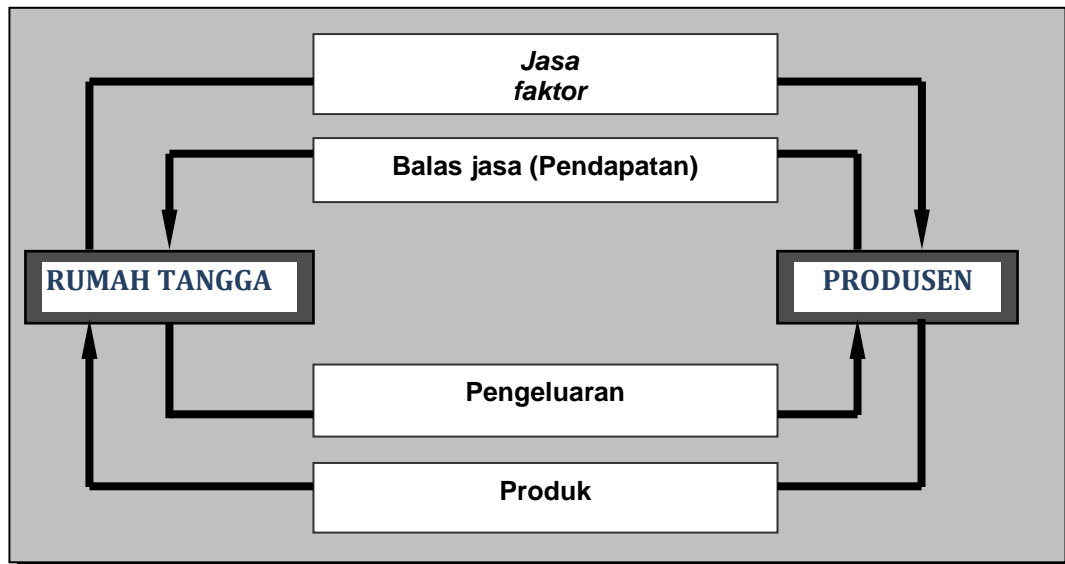 Jasa
faktor
Balas jasa (Pendapatan)
RUMAH TANGGA
PRODUSEN
Pengeluaran
Produk